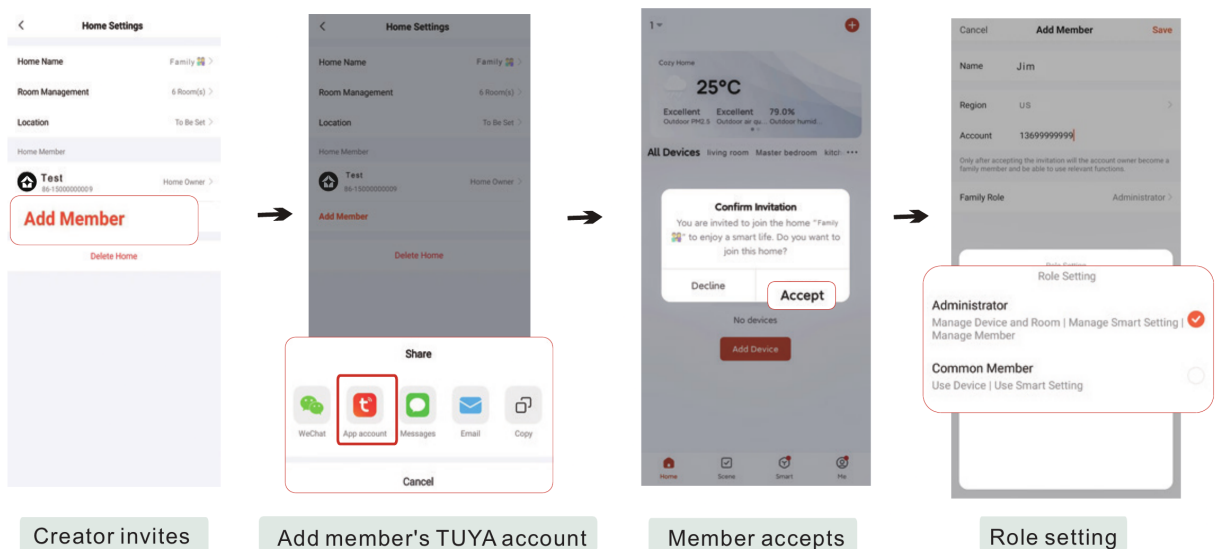 Home Settings
Home Name Family
Room Management 6 Room(s)
Location To Be Set
Home Member
Test Home Owner
86-15000000009
Add Member
Delete Home
Creator invites
Home Settings
Home Name Family
Room Management 6 Room(s)
Location To Be Set
Home Member
Test Home Owner
86-15000000009
Add Member
Delete Home
Share
WeChat App account Messages Email Copy
Cancel
Add member's TUYA account
1
Cozy Home
25°C
Excellent Excellent 79.0%
Outdoor PM2.5 Outdoor air qu... Outdoor humid...
All Devices living room Master bedroom kitch
Confirm Invitation
You are invited to join the home "Family
" to enjoy a smart life. Do you want to
join this home?
Decline Accept
No devices
Add Device
Home Scene Smart Me
Member accepts
Cancel Add Member Save
Name Jim
Region US
Account 13699999999
Only after accepting the invitation will the account owner become a
family member and be able to use relevant functions.
Family Role Administrator
Role Setting
Administrator
Manage Device and Room | Manage Smart Setting |
Manage Member
Common Member
Use Device | Use Smart Setting
Role setting